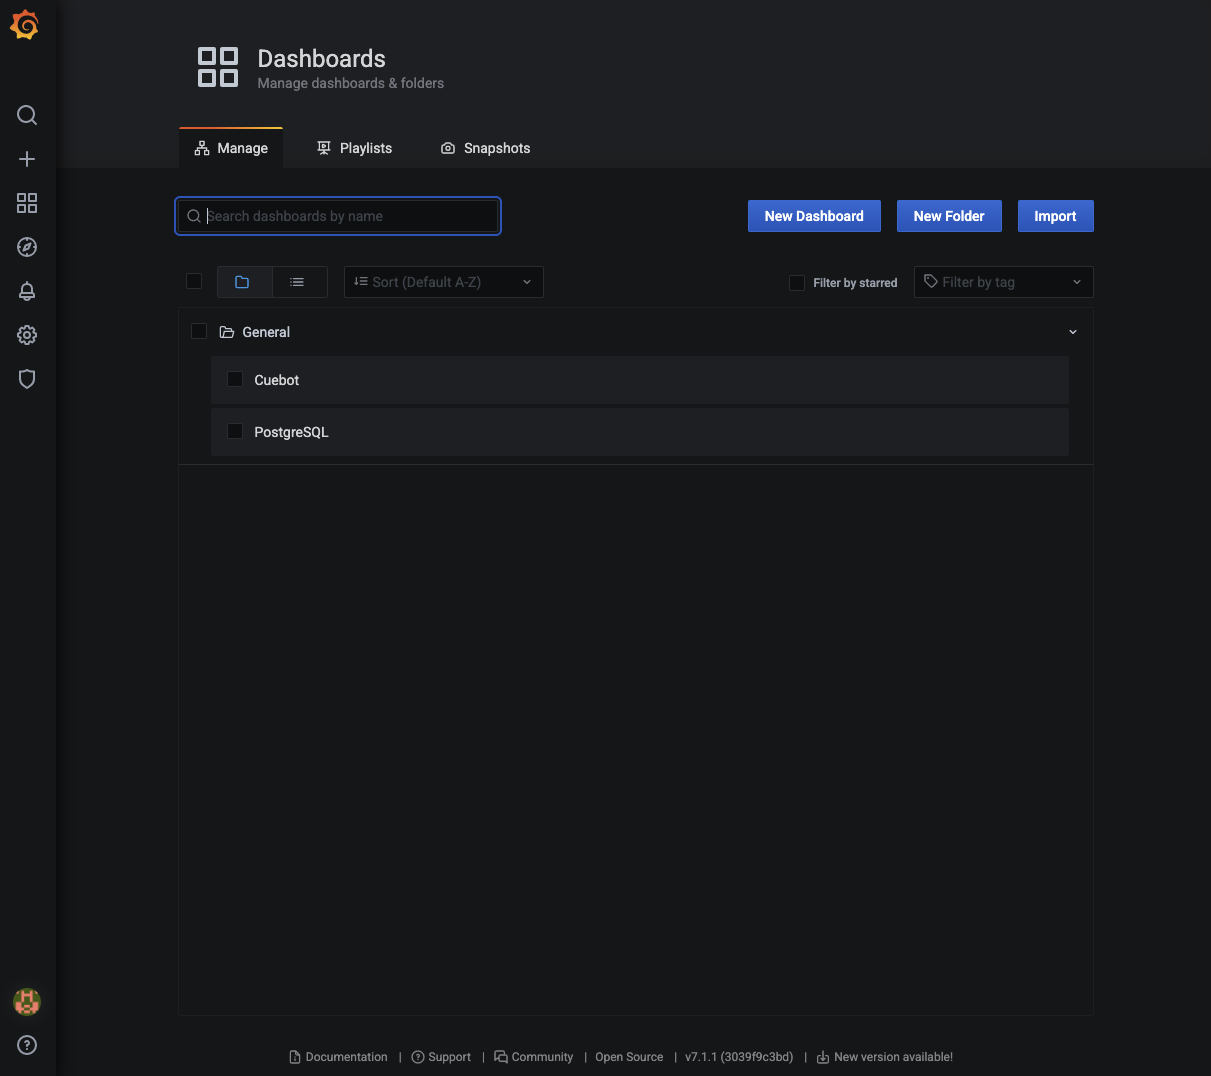 Dashboards
Manage dashboards & folders
Manage
Playlists
Snapshots
Search dashboards by name
New Dashboard
New Folder
Import
Sort (Default A-Z)
Filter by starred
Filter by tag
General
Cuebot
PostgreSQL
Documentation | Support | Community | Open Source | v7.1.1 (3039f9c3bd) | New version available!